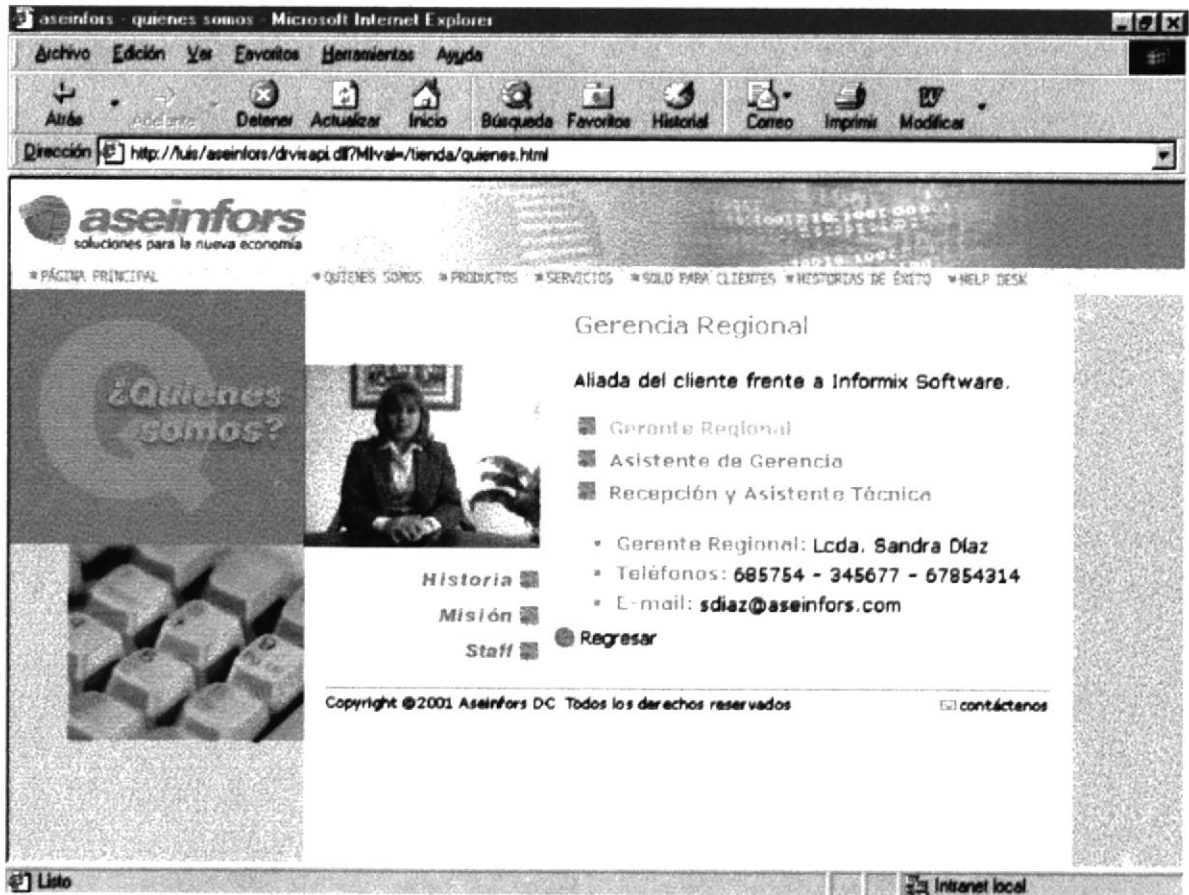 aseinfors - quienes somos - Microsoft Internet Explorer
Archivo Edición Ver Favoritos Herramientas Ayuda
Atrás Adelante Detener Actualizar Inicio Búsqueda Favoritos Historial Correo Imprimir Modificar
Dirección http://luis/aseinfors/drvisapi.dll?MIval=/tienda/quienes.html
aseinfors
soluciones para la nueva economía
PÁGINA PRINCIPAL QUIENES SOMOS PRODUCTOS SERVICIOS SOLO PARA CLIENTES HISTORIAS DE ÉXITO HELP DESK
¿Quienes
somos?
Gerencia Regional
Aliada del cliente frente a Informix Software.
Gerente Regional
Asistente de Gerencia
Recepción y Asistente Técnica
Gerente Regional: Lcda. Sandra Díaz
Teléfonos: 685754 - 345677 - 67854314
E-mail: sdiaz@aseinfors.com
Historia
Misión
Staff
Regresar
Copyright ©2001 Aseinfors DC Todos los derechos reservados contáctenos
Listo Intranet local